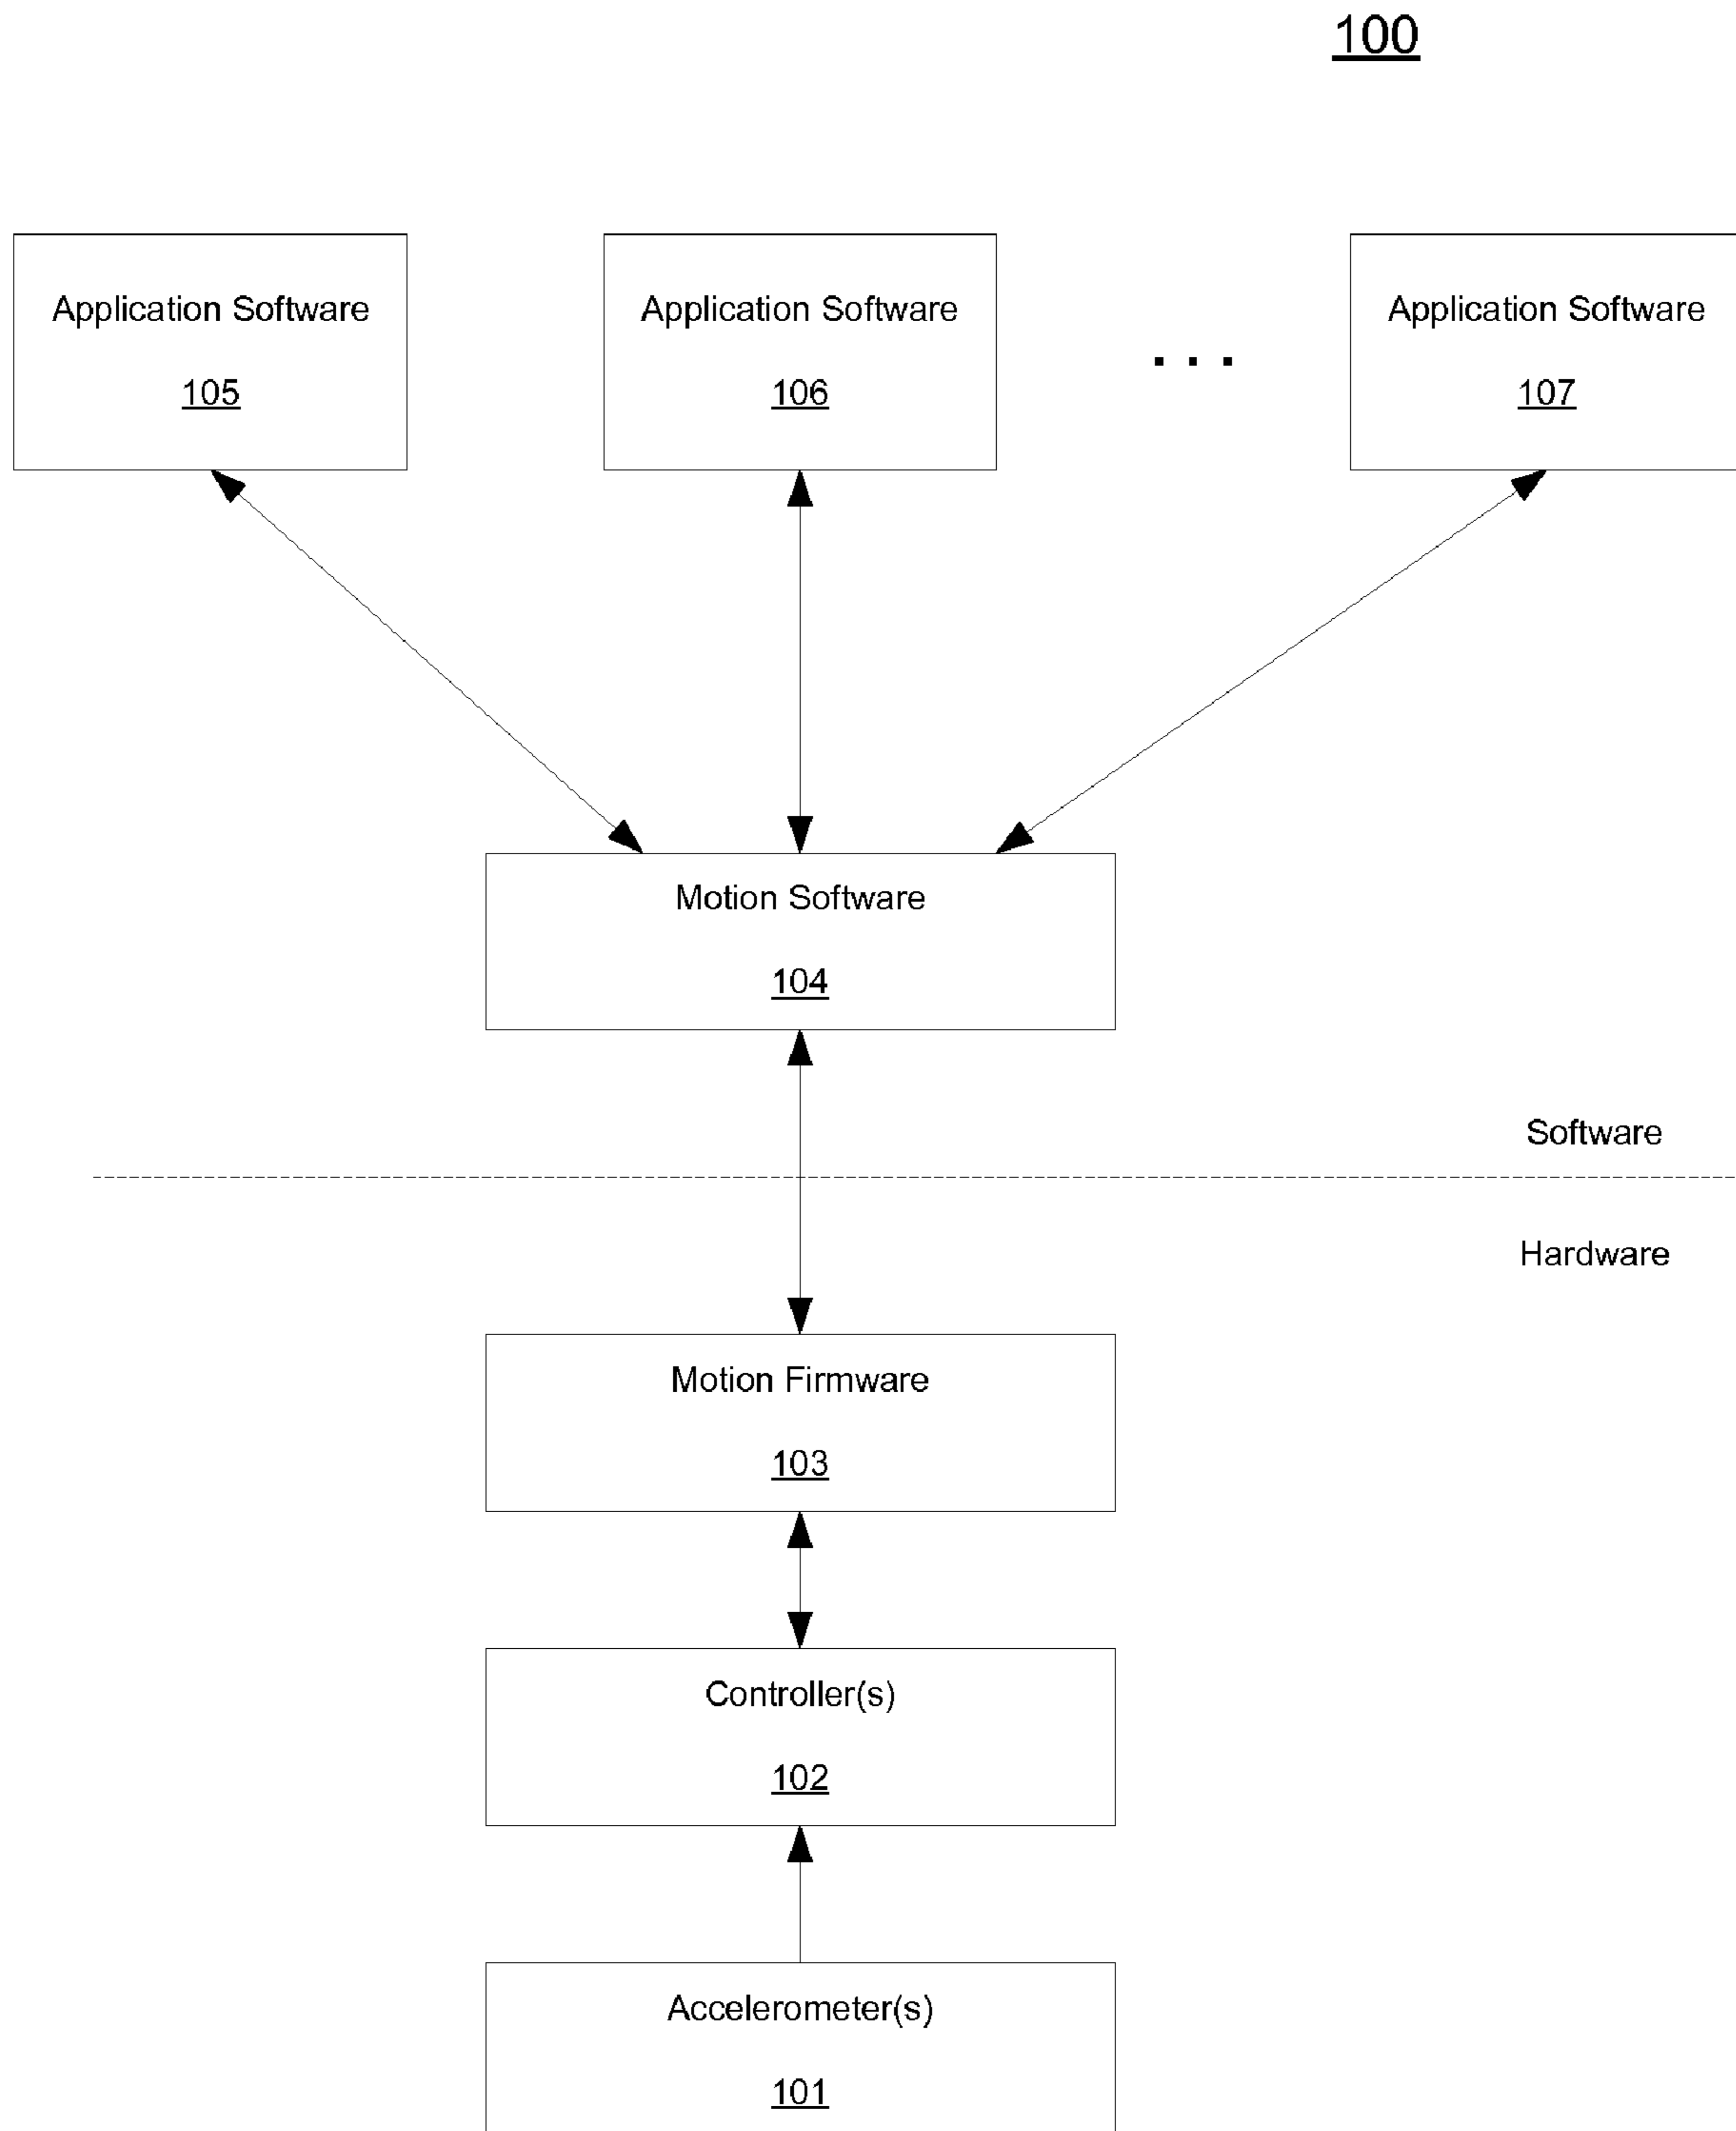 100
Application Software
105
Application Software
106
. . .
Application Software
107
Motion Software
104
Software
Hardware
Motion Firmware
103
Controller(s)
102
Accelerometer(s)
101